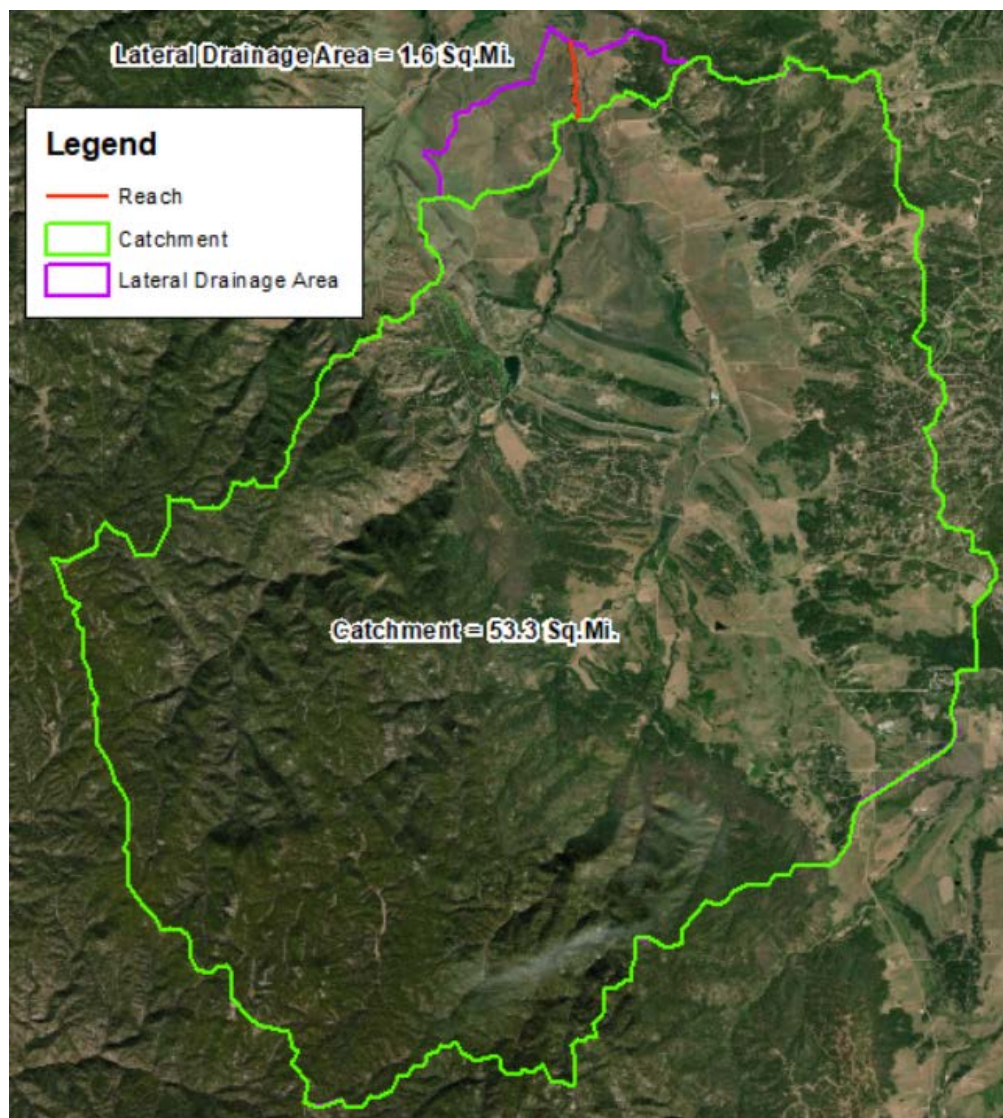 Lateral Drainage Area = 1.6 Sq.Mi.
Legend
Reach
Catchment
Lateral Drainage Area
Catchment = 53.3 Sq.Mi.